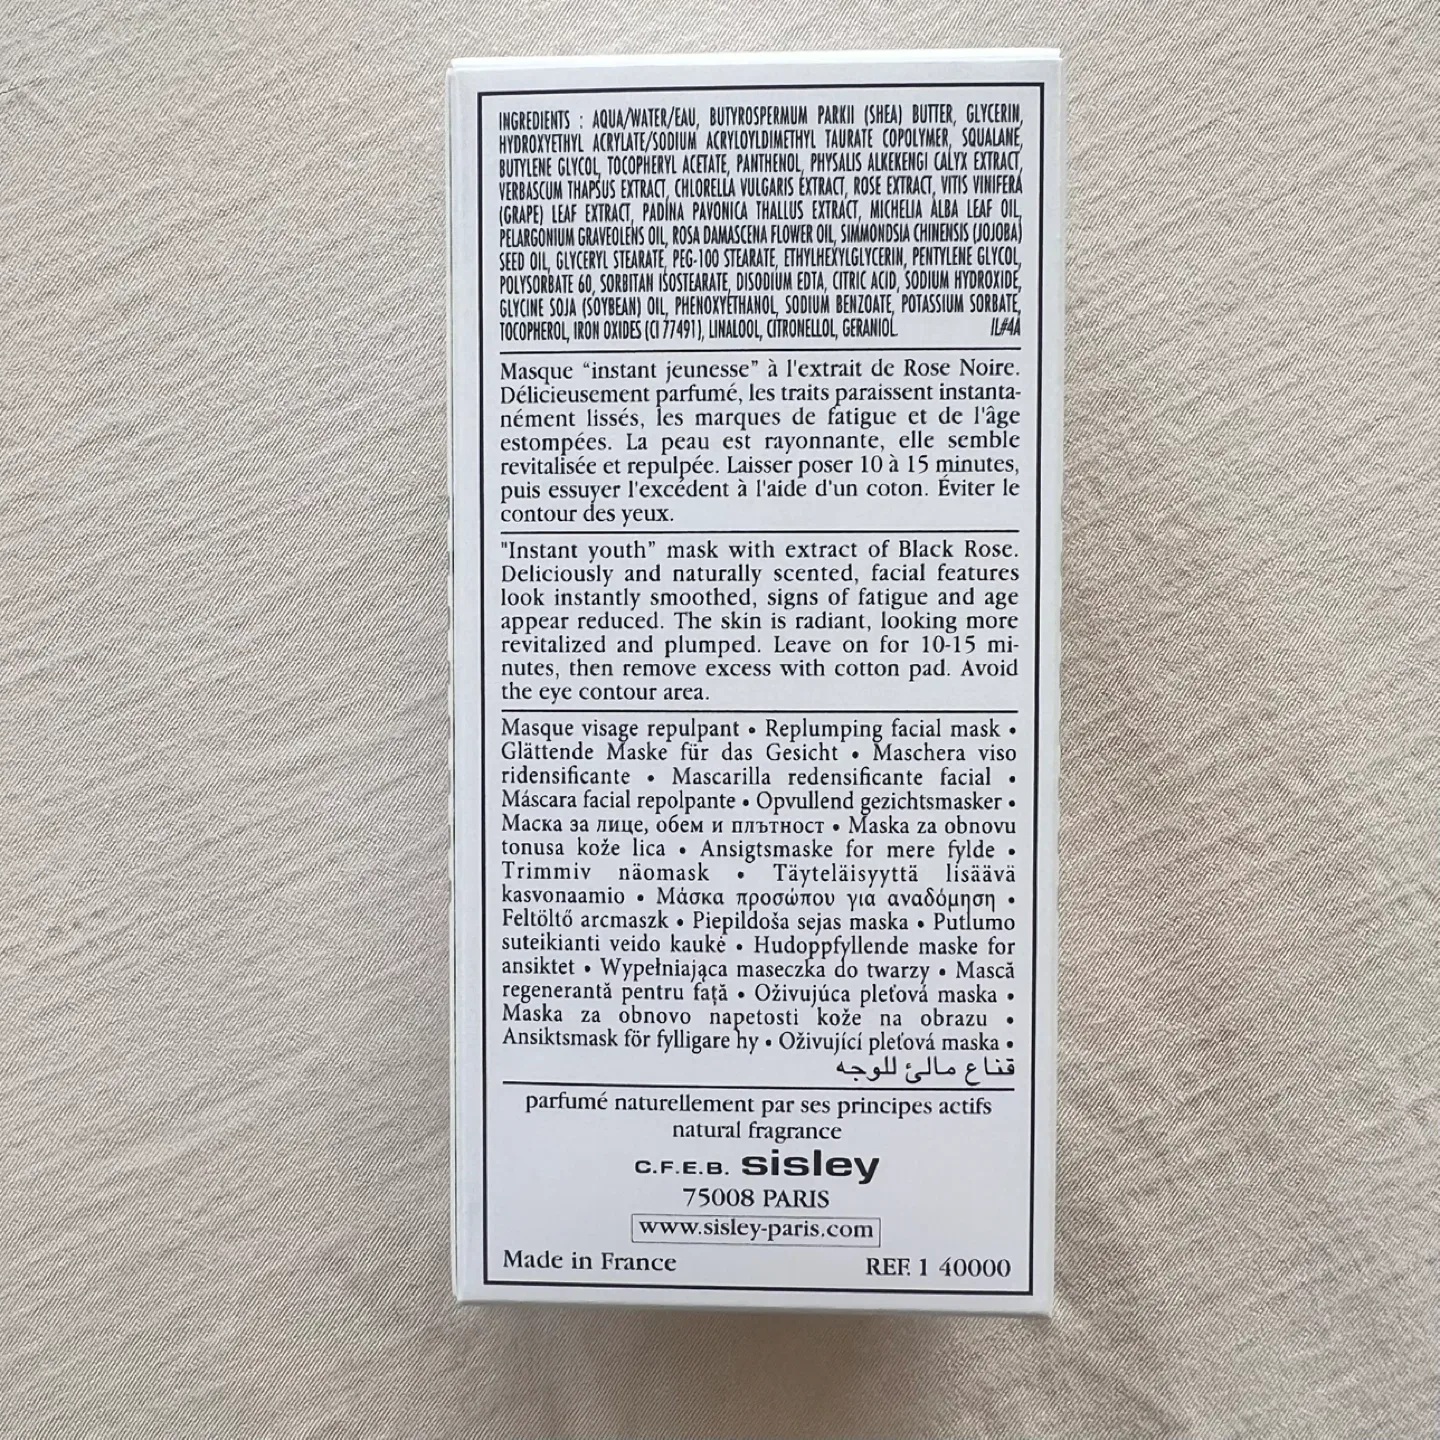 INGREDIENTS : AQUA/WATER/EAU, BUTYROSPERMUM PARKII (SHEA) BUTTER, GLYCERIN,
HYDROXYETHYL ACRYLATE/SODIUM ACRYLOYLDIMETHYL TAURATE COPOLYMER, SQUALANE,
BUTYLENE GLYCOL, TOCOPHERYL ACETATE, PANTHENOL, PHYSALIS ALKEKENGI CALYX EXTRACT,
VERBASCUM THAPSUS EXTRACT, CHLORELLA VULGARIS EXTRACT, ROSE EXTRACT, VITIS VINIFERA
(GRAPE) LEAF EXTRACT, PADINA PAVONICA THALLUS EXTRACT, MICHELIA ALBA LEAF OIL,
PELARGONIUM GRAVEOLENS OIL, ROSA DAMASCENA FLOWER OIL, SIMMONDSIA CHINENSIS (JOJOBA)
SEED OIL, GLYCERYL STEARATE, PEG-100 STEARATE, ETHYLHEXYLGLYCERIN, PENTYLENE GLYCOL,
POLYSORBATE 60, SORBITAN ISOSTEARATE, DISODIUM EDTA, CITRIC ACID, SODIUM HYDROXIDE,
GLYCINE SOJA (SOYBEAN) OIL, PHENOXYETHANOL, SODIUM BENZOATE, POTASSIUM SORBATE,
TOCOPHEROL, IRON OXIDES (CI 77491), LINALOOL, CITRONELLOL, GERANIOL. IL#4A
Masque “instant jeunesse” à l'extrait de Rose Noire.
Délicieusement parfumé, les traits paraissent instanta-
nément lissés, les marques de fatigue et de l'âge
estompées. La peau est rayonnante, elle semble
revitalisée et repulpée. Laisser poser 10 à 15 minutes,
puis essuyer l'excédent à l'aide d'un coton. Éviter le
contour des yeux.
"Instant youth” mask with extract of Black Rose.
Deliciously and naturally scented, facial features
look instantly smoothed, signs of fatigue and age
appear reduced. The skin is radiant, looking more
revitalized and plumped. Leave on for 10-15 mi-
nutes, then remove excess with cotton pad. Avoid
the eye contour area.
Masque visage repulpant • Replumping facial mask •
Glättende Maske für das Gesicht • Maschera viso
ridensificante • Mascarilla redensificante facial •
Máscara facial repolpante • Opvullend gezichtsmasker •
Маска за лице, обем и плътност • Maska za obnovu
tonusa kože lica • Ansigtsmaske for mere fylde •
Trimmiv näomask • Täyteläisyyttä lisäävä
kasvonaamio • Μάσκα προσώπου για αναδόμηση •
Feltöltő arcmaszk • Piepildoša sejas maska • Putlumo
suteikianti veido kaukė • Hudoppfyllende maske for
ansiktet • Wypełniająca maseczka do twarzy • Mască
regenerantă pentru față • Oživujúca pleťová maska •
Maska za obnovo napetosti kože na obrazu •
Ansiktsmask för fylligare hy • Oživující pleťová maska •
قناع مالئ للوجه
parfumé naturellement par ses principes actifs
natural fragrance
C.F.E.B. sisley
75008 PARIS
www.sisley-paris.com
Made in France REF. 1 40000